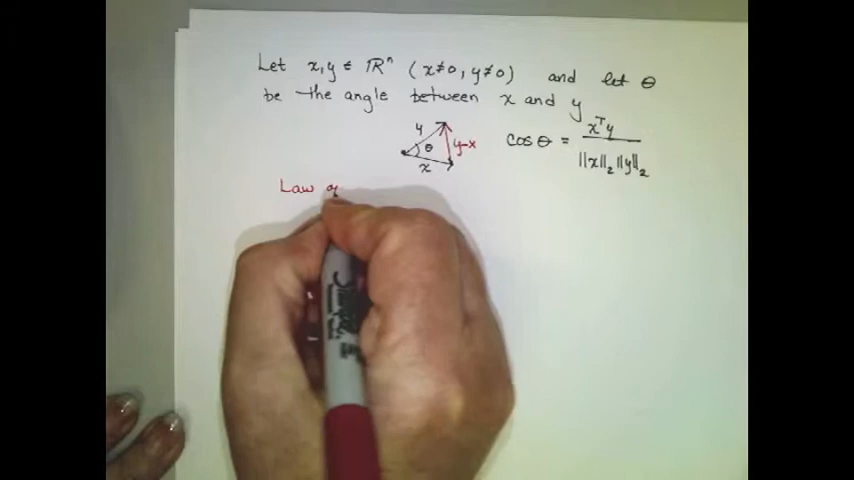 Let x,y ∈ ℝⁿ (x≠0, y≠0) and let θ
be the angle between x and y
y
θ
y-x
x
cos θ = xᵀy / ‖x‖₂ ‖y‖₂
Law